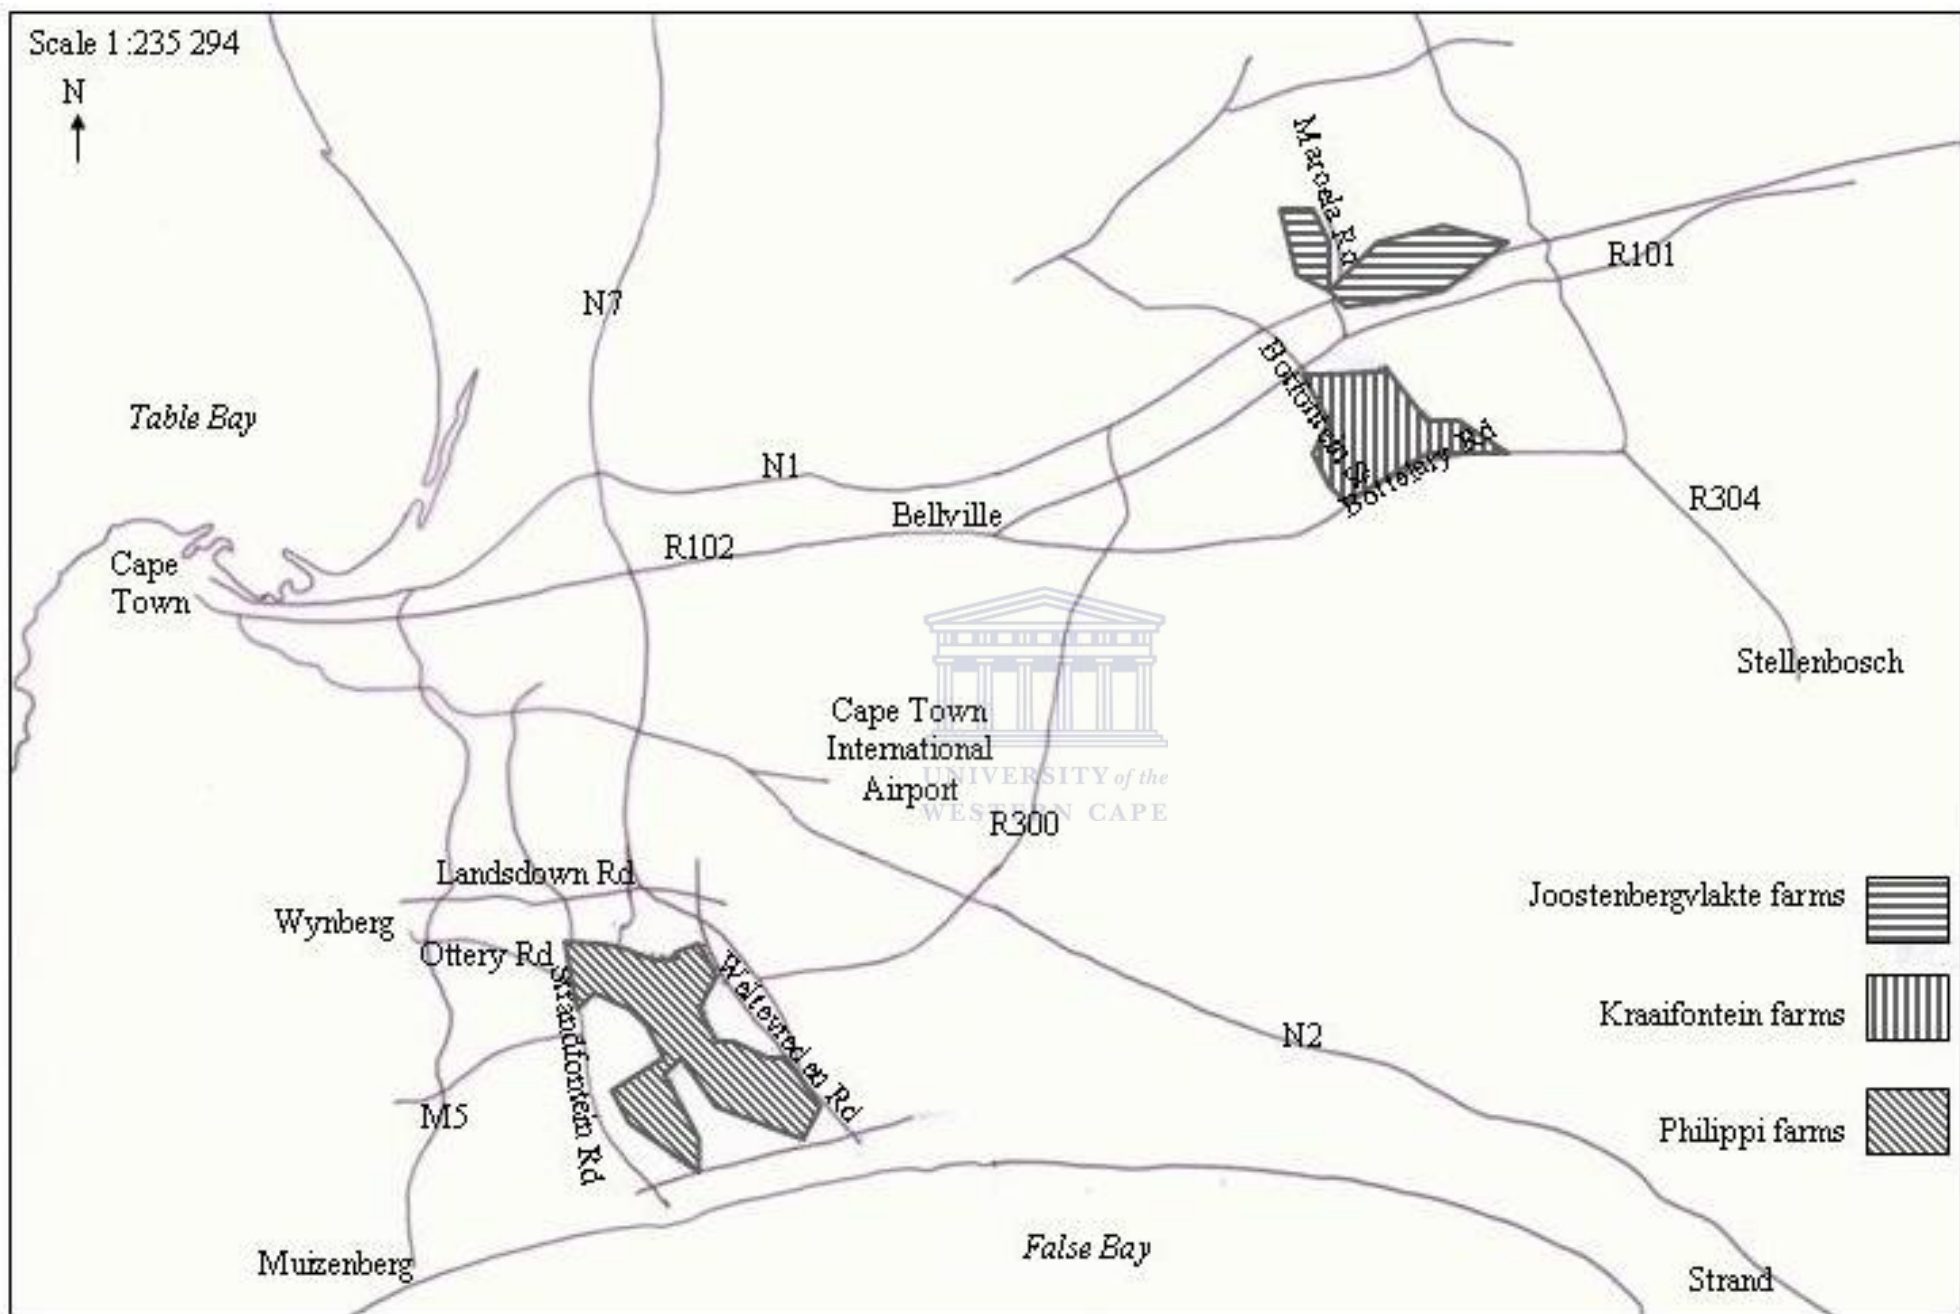 Scale 1:235 294
N
Maroela Rd
R101
N7
Bottelary Rd
Table Bay
N1
Bellville
R304
R102
Cape
Town
Stellenbosch
Cape Town
International
Airport
UNIVERSITY of the
WESTERN CAPE
R300
Landsdown Rd
Joostenbergvlakte farms
Wynberg
Ottery Rd
Strandfontein Rd
Weltevreden Rd
Kraaifontein farms
N2
M5
Philippi farms
False Bay
Muizenberg
Strand